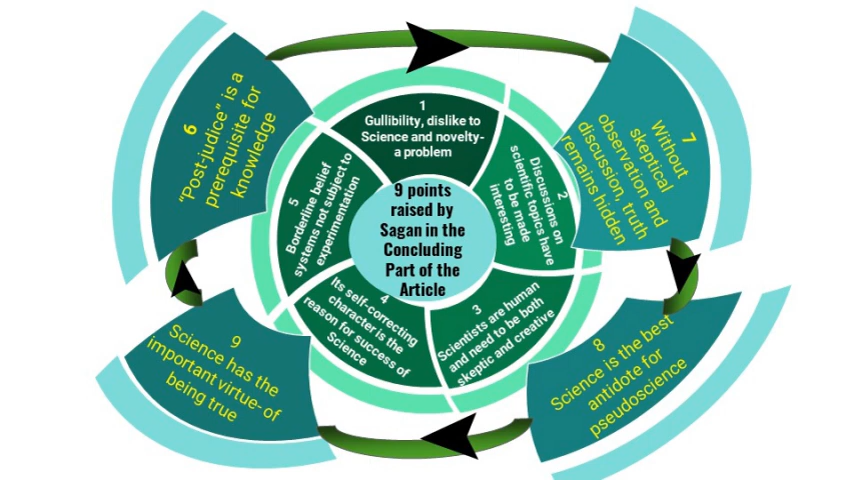 9 points
raised by
Sagan in the
Concluding
Part of the
Article
1
Gullibility, dislike to
Science and novelty-
a problem
2
Discussions on
scientific topics have
to be made
interesting
3
Scientists are human
and need to be both
skeptic and creative
4
Its self-correcting
character is the
reason for success of
Science
5
Borderline belief
systems not subject to
experimentation
6
“Post-judice” is a
prerequisite for
knowledge
7
Without
skeptical
observation and
discussion, truth
remains hidden
8
Science is the best
antidote for
pseudoscience
9
Science has the
important virtue- of
being true